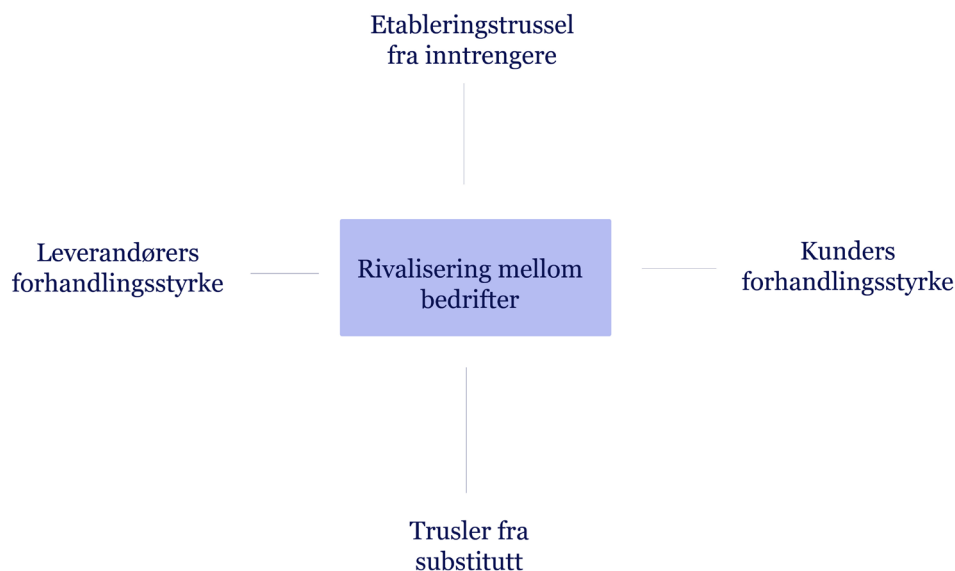 Etableringstrussel
fra inntrengere
Leverandørers
forhandlingsstyrke
Rivalisering mellom
bedrifter
Kunders
forhandlingsstyrke
Trusler fra
substitutt